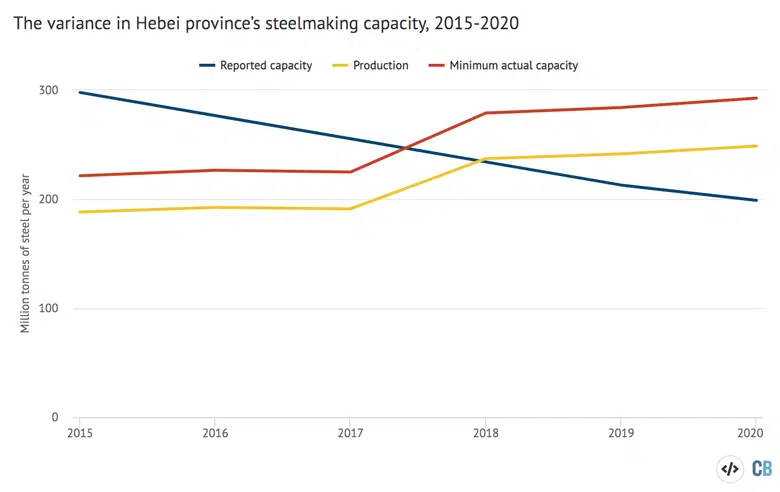 The variance in Hebei province’s steelmaking capacity, 2015-2020
Reported capacity Production Minimum actual capacity
Million tonnes of steel per year
300
200
100
0
2015 2016 2017 2018 2019 2020
</> CB